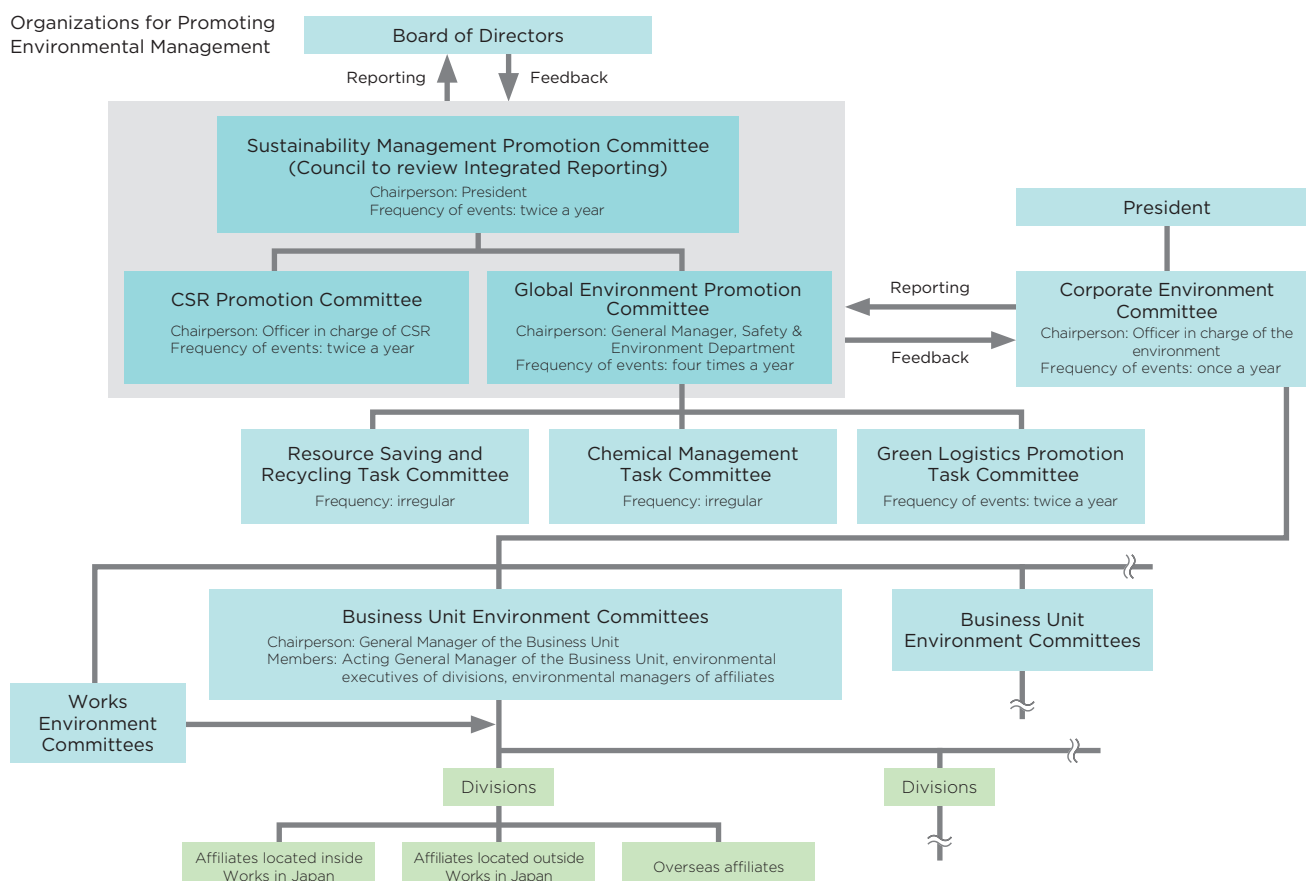 Organizations for Promoting
Environmental Management
Board of Directors
Reporting
Feedback
Sustainability Management Promotion Committee
(Council to review Integrated Reporting)
Chairperson: President
Frequency of events: twice a year
President
CSR Promotion Committee
Chairperson: Officer in charge of CSR
Frequency of events: twice a year
Global Environment Promotion
Committee
Chairperson: General Manager, Safety &
Environment Department
Frequency of events: four times a year
Reporting
Feedback
Corporate Environment
Committee
Chairperson: Officer in charge of the
environment
Frequency of events: once a year
Resource Saving and
Recycling Task Committee
Frequency: irregular
Chemical Management
Task Committee
Frequency: irregular
Green Logistics Promotion
Task Committee
Frequency of events: twice a year
Business Unit Environment Committees
Chairperson: General Manager of the Business Unit
Members: Acting General Manager of the Business Unit, environmental
executives of divisions, environmental managers of affiliates
Business Unit
Environment Committees
Works
Environment
Committees
Divisions
Divisions
Affiliates located inside
Works in Japan
Affiliates located outside
Works in Japan
Overseas affiliates